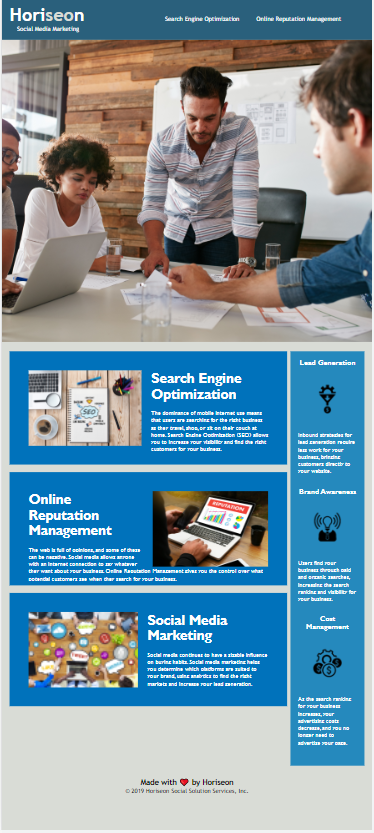 Horiseon
Social Media Marketing
Search Engine Optimization
Online Reputation Management
Search Engine
Optimization
The dominance of mobile internet use means
that users are searching for the right business
as they travel, shop, or sit on their couch at
home. Search Engine Optimization (SEO) allows
you to increase your visibility and find the right
customers for your business.
SEO
Online
Reputation
Management
The web is full of opinions, and some of these
can be negative. Social media allows anyone
with an internet connection to say whatever
they want about your business. Online Reputation Management gives you the control over what
potential customers see when they search for your business.
REPUTATION
Social Media
Marketing
Social media continues to have a sizable influence
on buying habits. Social media marketing helps
you determine which platforms are suited to
your brand, using analytics to find the right
markets and increase your lead generation.
Lead Generation
Inbound strategies for
lead generation require
less work for your
business, bringing
customers directly to
your website.
Brand Awareness
Users find your
business through paid
and organic searches,
increasing the search
ranking and visibility for
your business.
Cost
Management
As the search ranking
for your business
increases, your
advertising costs
decrease, and you no
longer need to
advertise your page.
Made with ❤️ by Horiseon
© 2019 Horiseon Social Solution Services, Inc.